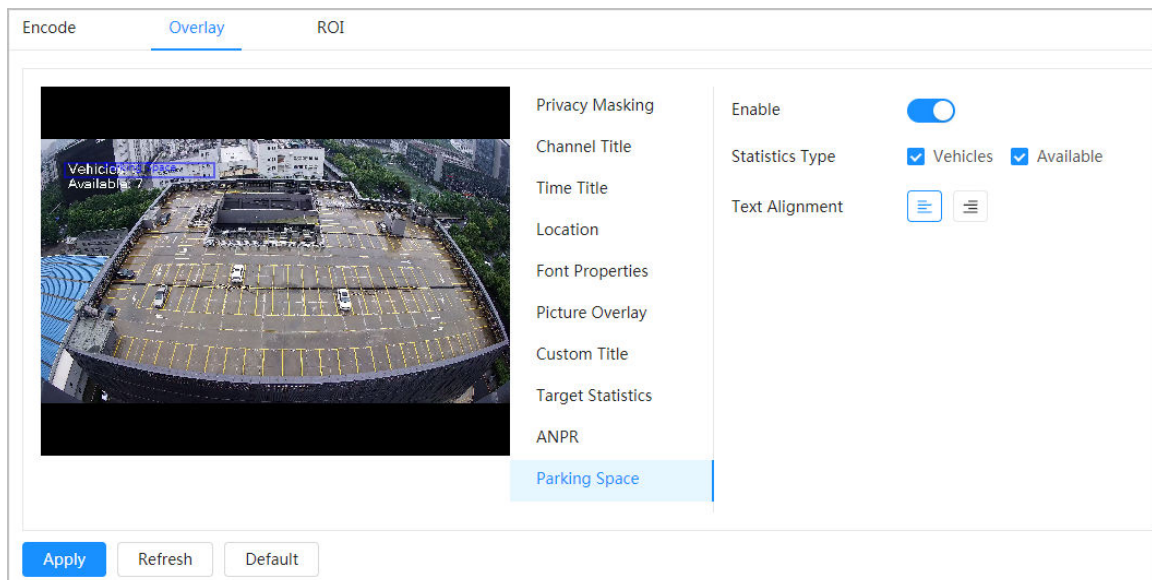 Encode Overlay ROI
Privacy Masking
Channel Title
Time Title
Location
Font Properties
Picture Overlay
Custom Title
Target Statistics
ANPR
Parking Space
Enable
Statistics Type Vehicles Available
Text Alignment
Space
Available: 7
Apply Refresh Default